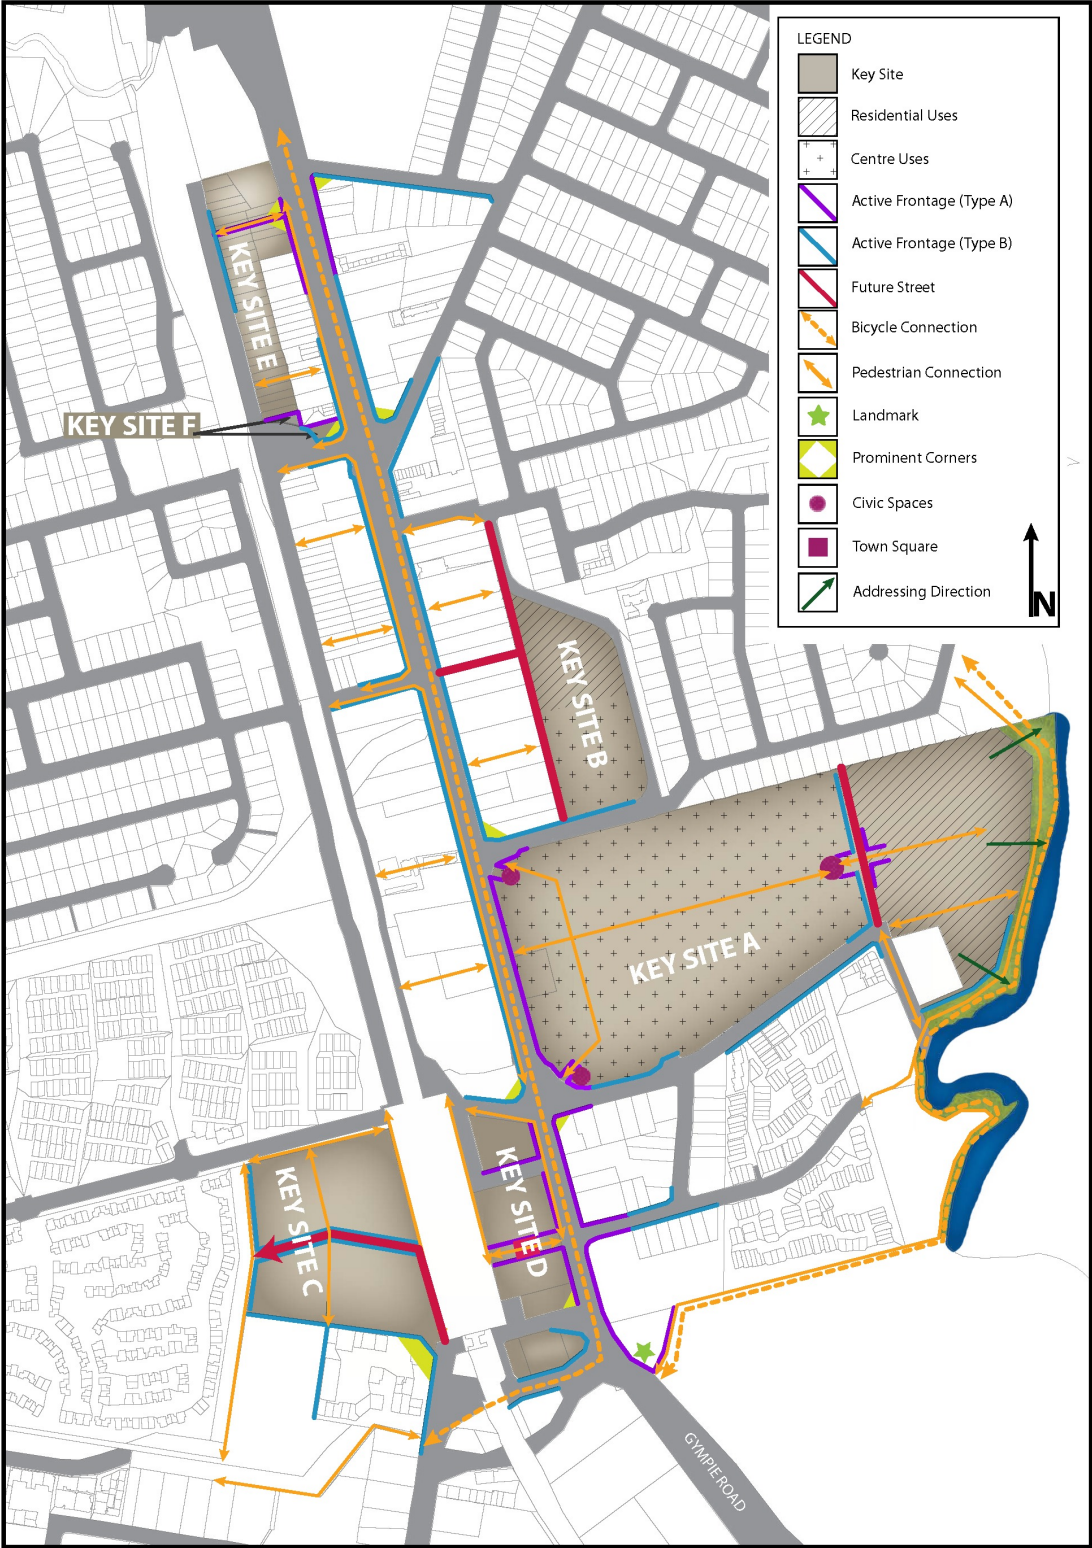 LEGEND
Key Site
Residential Uses
Centre Uses
Active Frontage (Type A)
Active Frontage (Type B)
Future Street
Bicycle Connection
Pedestrian Connection
Landmark
Prominent Corners
Civic Spaces
Town Square
Addressing Direction
N
KEY SITE E
KEY SITE F
KEY SITE B
KEY SITE A
KEY SITE D
KEY SITE C
GYMPIE ROAD